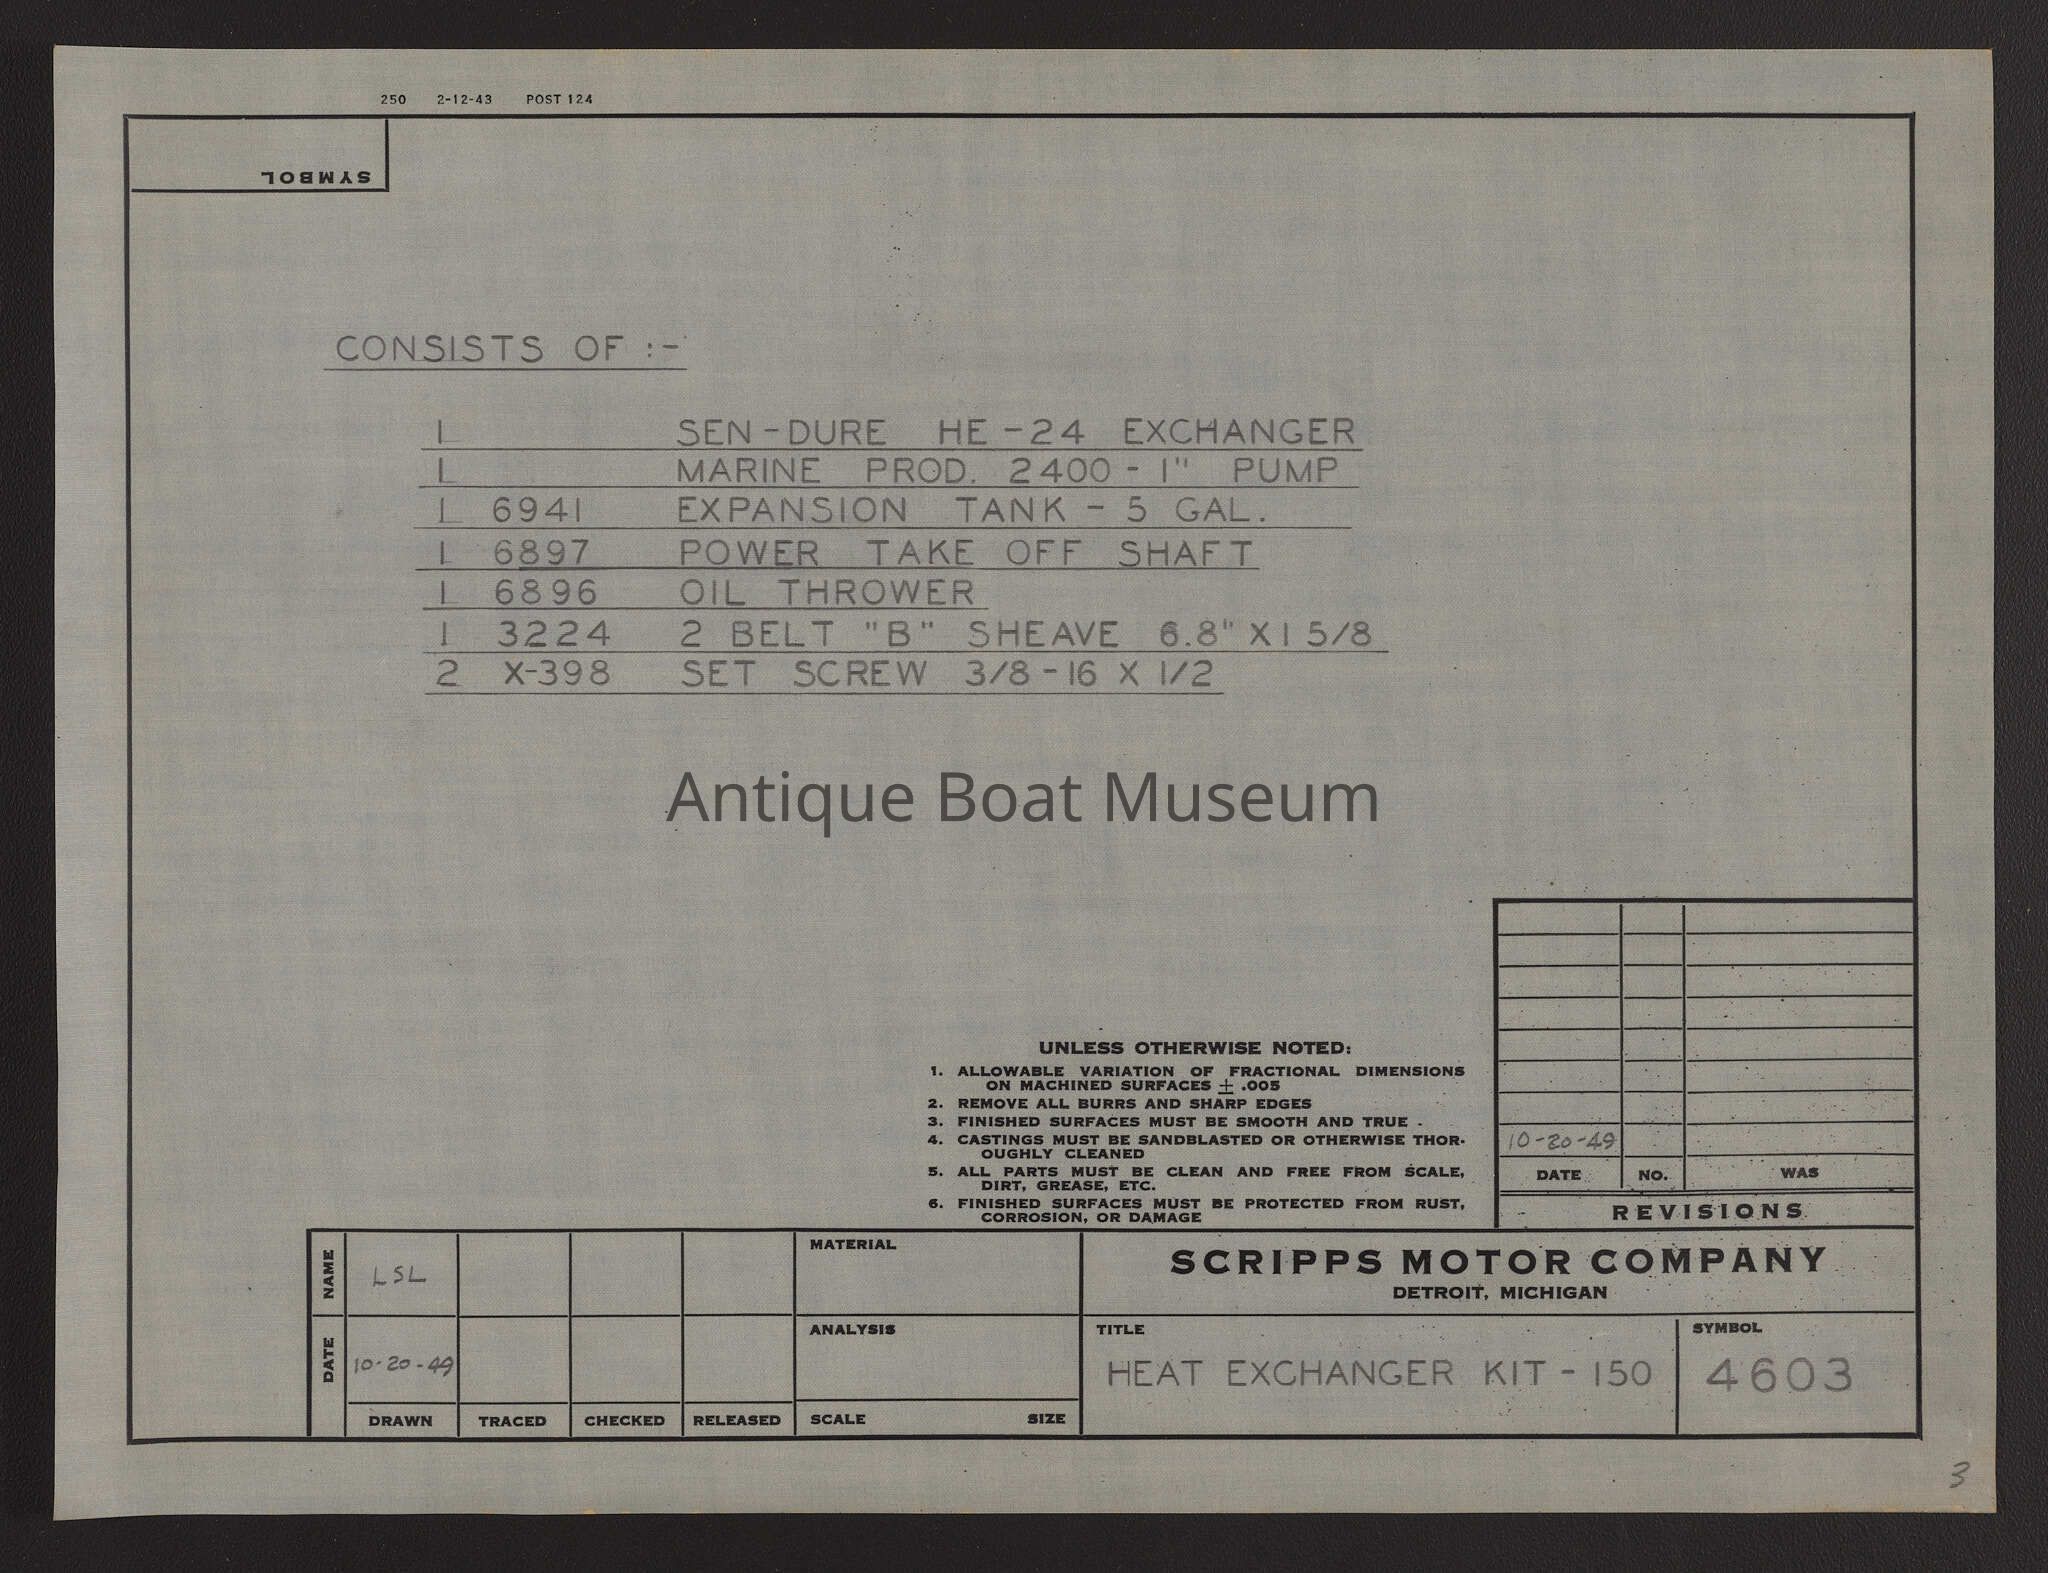 250 2-12-43 POST 124
SYMBOL
CONSISTS OF :-
1 SEN-DURE HE-24 EXCHANGER
1 MARINE PROD. 2400-1" PUMP
1 6941 EXPANSION TANK - 5 GAL.
1 6897 POWER TAKE OFF SHAFT
1 6896 OIL THROWER
1 3224 2 BELT "B" SHEAVE 6.8" X 1 5/8
2 X-398 SET SCREW 3/8-16 X 1/2
Antique Boat Museum
UNLESS OTHERWISE NOTED:
1. ALLOWABLE VARIATION OF FRACTIONAL DIMENSIONS
ON MACHINED SURFACES ± .005
2. REMOVE ALL BURRS AND SHARP EDGES
3. FINISHED SURFACES MUST BE SMOOTH AND TRUE
4. CASTINGS MUST BE SANDBLASTED OR OTHERWISE THOR-
OUGHLY CLEANED
5. ALL PARTS MUST BE CLEAN AND FREE FROM SCALE,
DIRT, GREASE, ETC.
6. FINISHED SURFACES MUST BE PROTECTED FROM RUST,
CORROSION, OR DAMAGE
10-20-49
DATE NO. WAS
REVISIONS
NAME LSL
DATE 10-20-49
DRAWN TRACED CHECKED RELEASED
MATERIAL
ANALYSIS
SCALE SIZE
SCRIPPS MOTOR COMPANY
DETROIT, MICHIGAN
TITLE
HEAT EXCHANGER KIT - 150
SYMBOL
4603
3